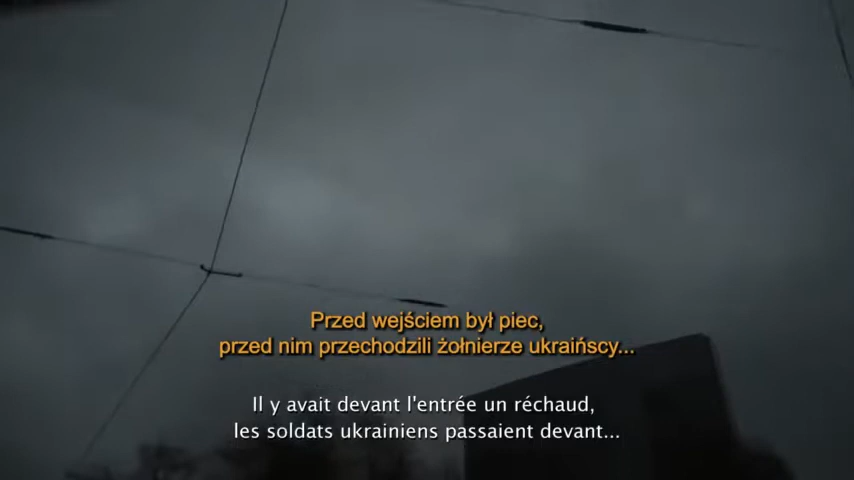 Przed wejściem był piec,
przed nim przechodzili żołnierze ukraińscy...
Il y avait devant l'entrée un réchaud,
les soldats ukrainiens passaient devant...